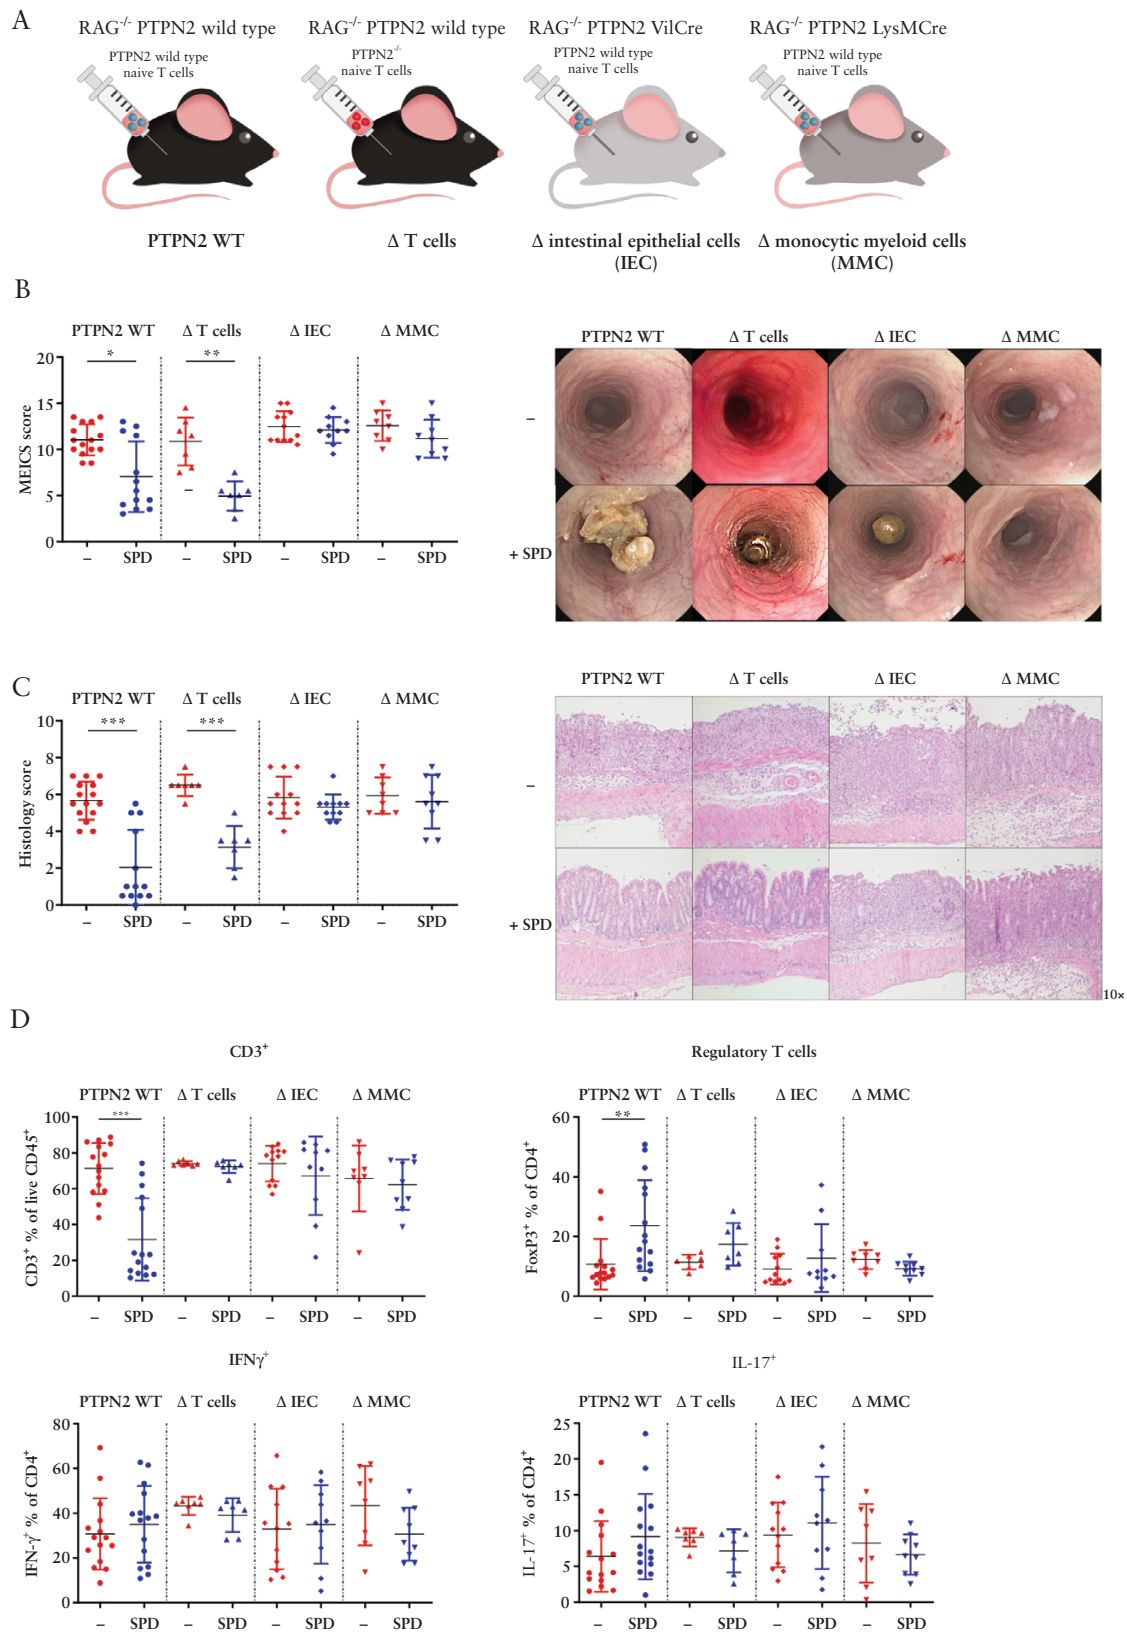 A
RAG-/- PTPN2 wild type
RAG-/- PTPN2 wild type
RAG-/- PTPN2 VilCre
RAG-/- PTPN2 LysMCre
PTPN2 wild type
naive T cells
PTPN2-/-
naive T cells
PTPN2 wild type
naive T cells
PTPN2 wild type
naive T cells
PTPN2 WT
Δ T cells
Δ intestinal epithelial cells
(IEC)
Δ monocytic myeloid cells
(MMC)
B
PTPN2 WT
Δ T cells
Δ IEC
Δ MMC
*
**
MEICS score
20
15
10
5
0
–
–
SPD
–
SPD
–
SPD
–
SPD
PTPN2 WT
Δ T cells
Δ IEC
Δ MMC
–
+ SPD
C
PTPN2 WT
Δ T cells
Δ IEC
Δ MMC
***
***
Histology score
10
8
6
4
2
0
–
SPD
–
SPD
–
SPD
–
SPD
PTPN2 WT
Δ T cells
Δ IEC
Δ MMC
–
+ SPD
10×
D
CD3+
PTPN2 WT
Δ T cells
Δ IEC
Δ MMC
***
CD3+ % of live CD45+
100
80
60
40
20
0
–
SPD
–
SPD
–
SPD
–
SPD
Regulatory T cells
PTPN2 WT
Δ T cells
Δ IEC
Δ MMC
**
FoxP3+ % of CD4+
60
40
20
0
–
SPD
–
SPD
–
SPD
–
SPD
IFNγ+
PTPN2 WT
Δ T cells
Δ IEC
Δ MMC
IFN-γ+ % of CD4+
80
60
40
20
0
–
SPD
–
SPD
–
SPD
–
SPD
IL-17+
PTPN2 WT
Δ T cells
Δ IEC
Δ MMC
IL-17+ % of CD4+
25
20
15
10
5
0
–
SPD
–
SPD
–
SPD
–
SPD